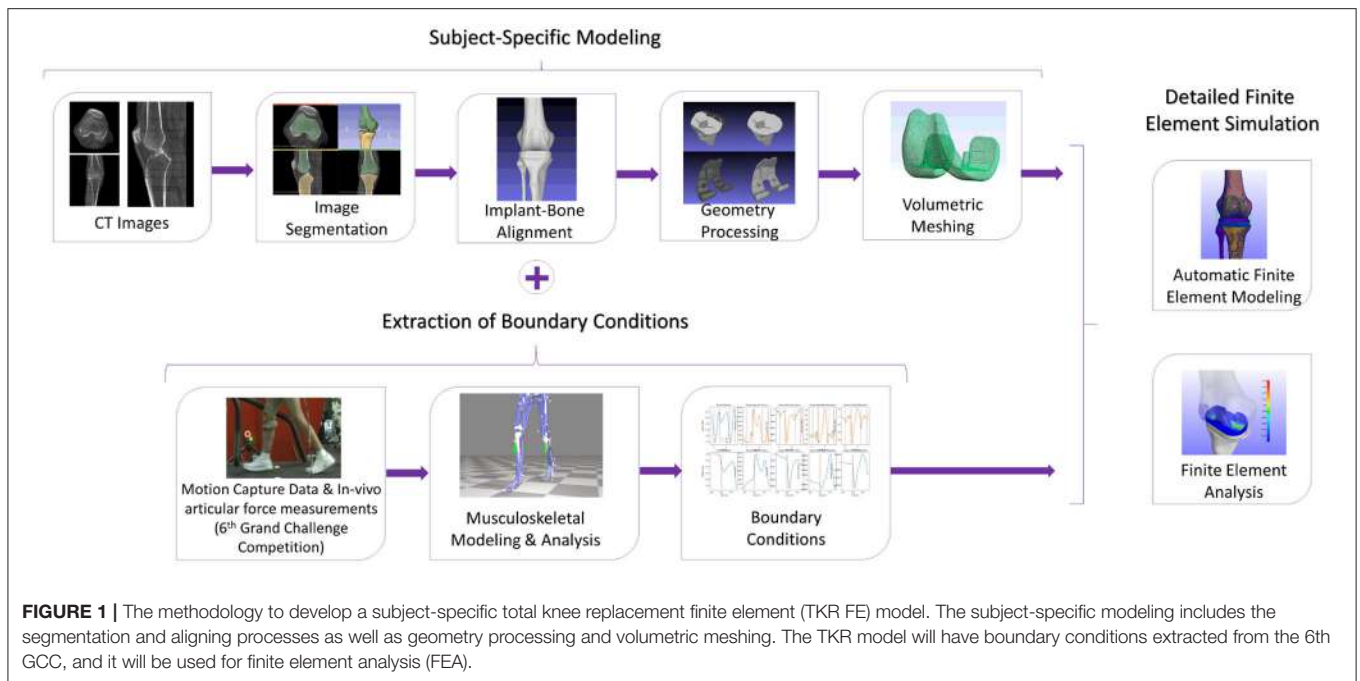 Subject-Specific Modeling
CT Images
Image
Segmentation
Implant-Bone
Alignment
Geometry
Processing
Volumetric
Meshing
Extraction of Boundary Conditions
Motion Capture Data & In-vivo
articular force measurements
(6th Grand Challenge
Competition)
Musculoskeletal
Modeling & Analysis
Boundary
Conditions
Detailed Finite
Element Simulation
Automatic Finite
Element Modeling
Finite Element
Analysis
FIGURE 1 | The methodology to develop a subject-specific total knee replacement finite element (TKR FE) model. The subject-specific modeling includes the
segmentation and aligning processes as well as geometry processing and volumetric meshing. The TKR model will have boundary conditions extracted from the 6th
GCC, and it will be used for finite element analysis (FEA).